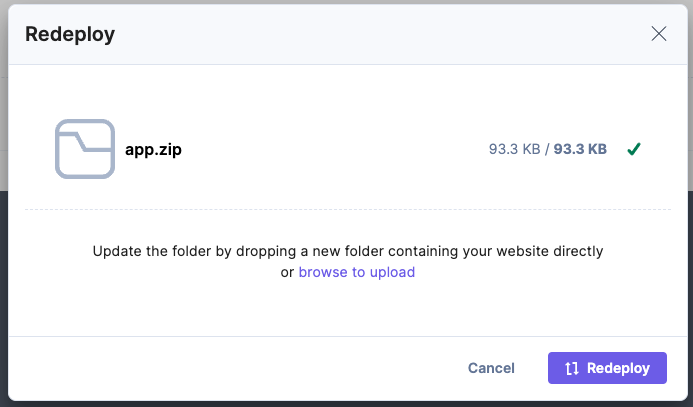 Redeploy
app.zip
93.3 KB / 93.3 KB
Update the folder by dropping a new folder containing your website directly
or browse to upload
Cancel
Redeploy